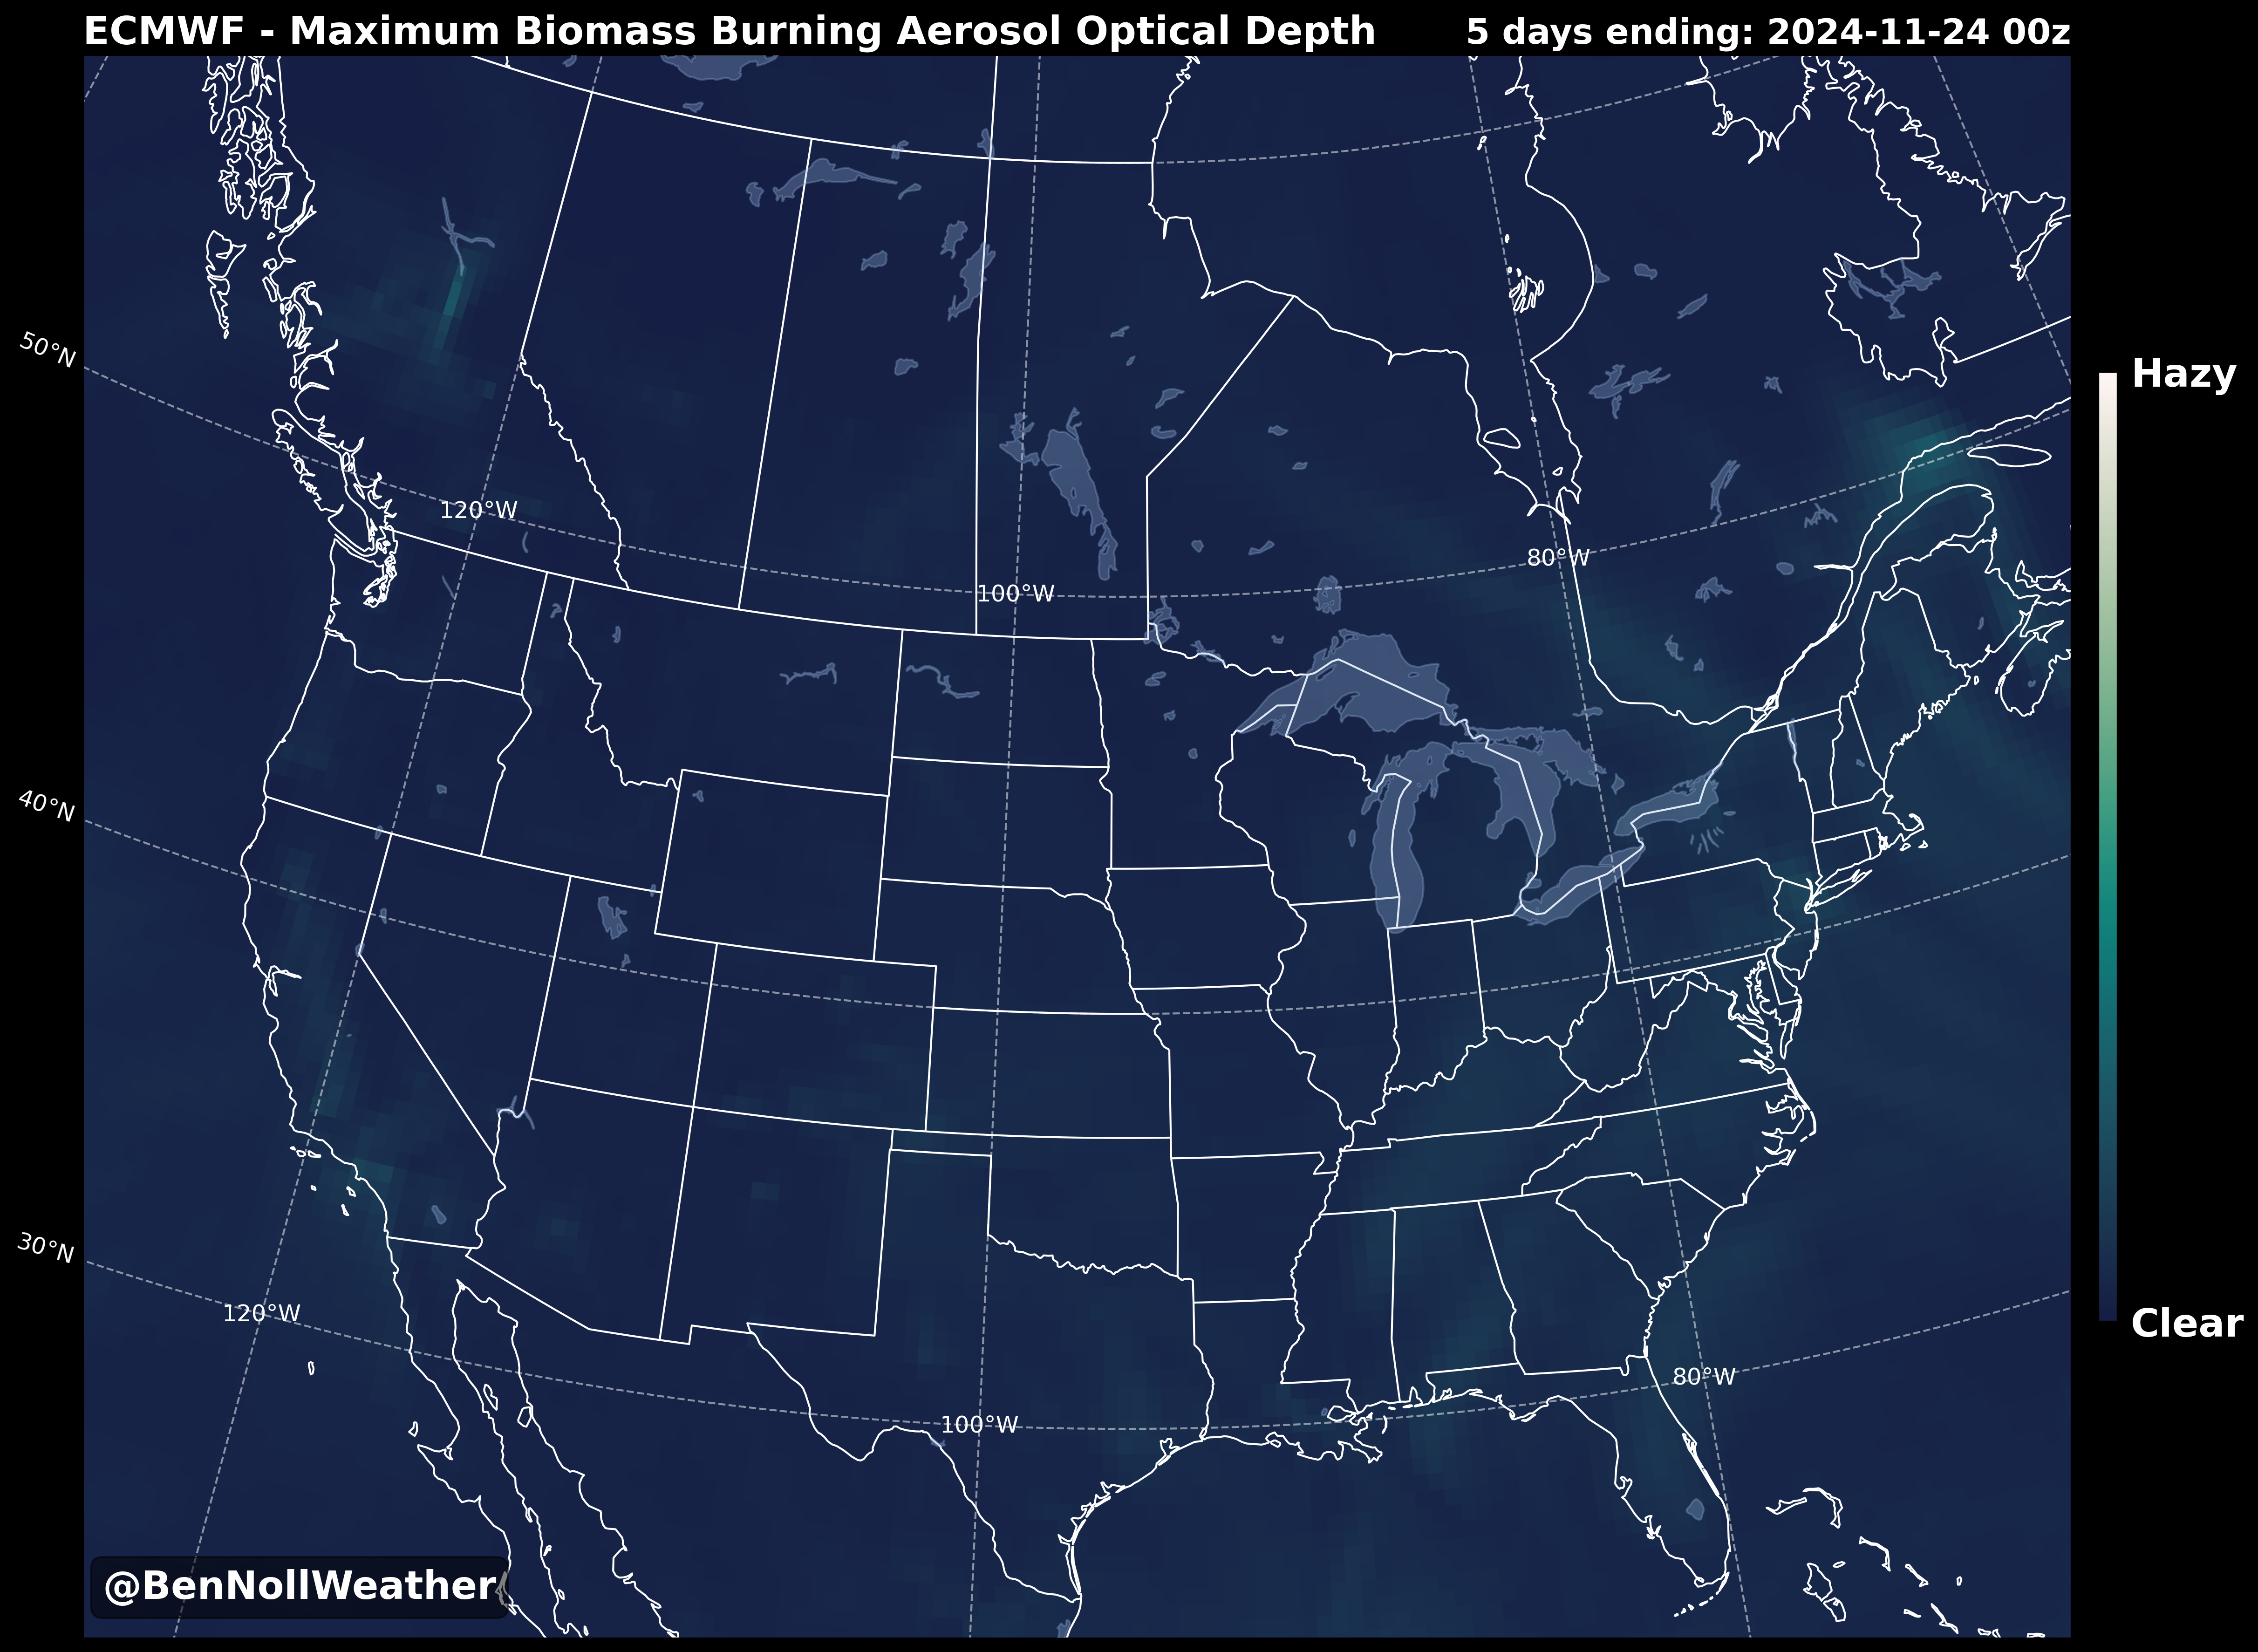 ECMWF - Maximum Biomass Burning Aerosol Optical Depth
5 days ending: 2024-11-24 00z
50°N
Hazy
120°W
80°W
100°W
40°N
30°N
120°W
Clear
80°W
100°W
@BenNollWeather